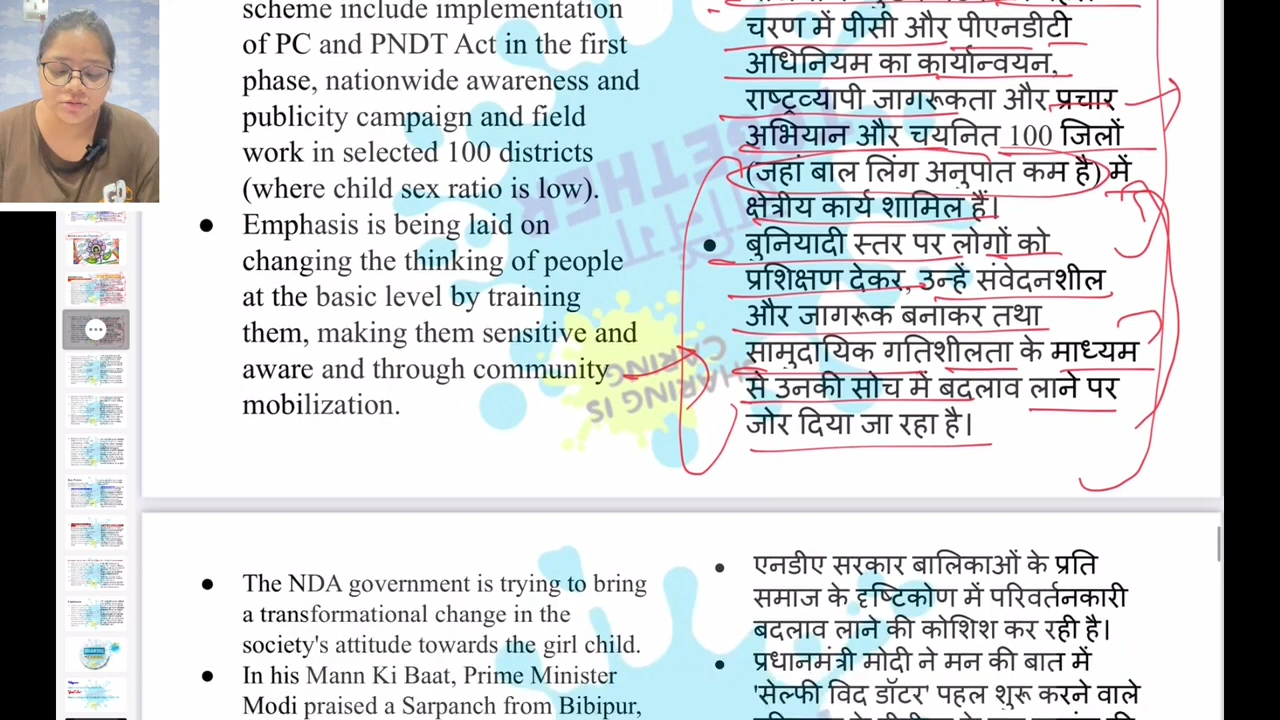 scheme include implementation
of PC and PNDT Act in the first
phase, nationwide awareness and
publicity campaign and field
work in selected 100 districts
(where child sex ratio is low).
● Emphasis is being laid on
changing the thinking of people
at the basic level by training
them, making them sensitive and
aware and through community
mobilization.
चरण में पीसी और पीएनडीटी
अधिनियम का कार्यान्वयन,
राष्ट्रव्यापी जागरूकता और प्रचार
अभियान और चयनित 100 जिलों
(जहां बाल लिंग अनुपात कम है) में
क्षेत्रीय कार्य शामिल हैं।
● बुनियादी स्तर पर लोगों को
प्रशिक्षण देकर, उन्हें संवेदनशील
और जागरूक बनाकर तथा
सामुदायिक गतिशीलता के माध्यम
से उनकी सोच में बदलाव लाने पर
जोर दिया जा रहा है।
● The NDA government is trying to bring
a transformational change in the
society's attitude towards the girl child.
● In his Mann Ki Baat, Prime Minister
Modi praised a Sarpanch from Bibipur,
● एनडीए सरकार बालिकाओं के प्रति
समाज के दृष्टिकोण में परिवर्तनकारी
बदलाव लाने की कोशिश कर रही है।
● प्रधानमंत्री मोदी ने मन की बात में
'सेल्फी विद डॉटर' पहल शुरू करने वाले
SHARING IS
CARING